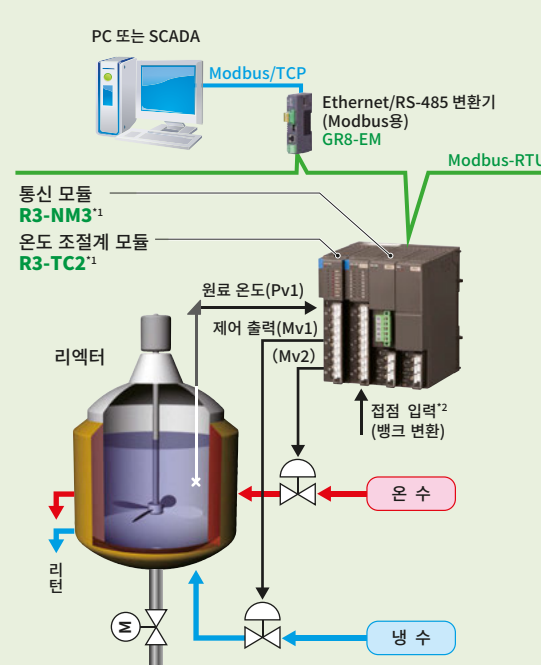 PC 또는 SCADA
Modbus/TCP
Ethernet/RS-485 변환기
(Modbus용)
GR8-EM
Modbus-RTU
통신 모듈
R3-NM3*1
온도 조절계 모듈
R3-TC2*1
원료 온도(Pv1)
제어 출력(Mv1)
(Mv2)
리엑터
접점 입력*2
(뱅크 변환)
온 수
리턴
M
냉 수